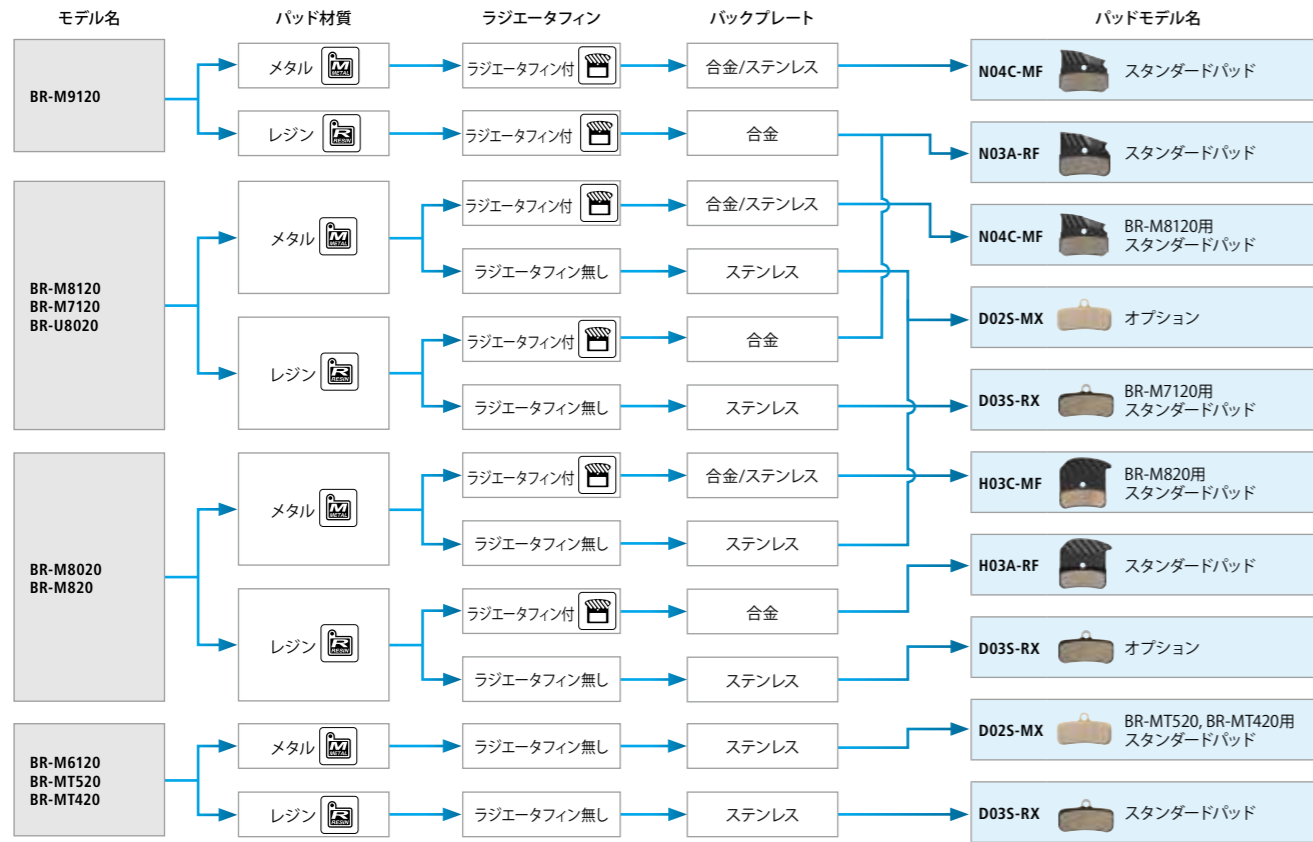 モデル名 パッド材質 ラジエータフィン バックプレート パッドモデル名
BR-M9120
メタル M METAL ラジエータフィン付 合金/ステンレス N04C-MF スタンダードパッド
レジン R RESIN ラジエータフィン付 合金 N03A-RF スタンダードパッド
BR-M8120
BR-M7120
BR-U8020
メタル M METAL
ラジエータフィン付 合金/ステンレス N04C-MF BR-M8120用
スタンダードパッド
ラジエータフィン無し ステンレス D02S-MX オプション
レジン R RESIN
ラジエータフィン付 合金
ラジエータフィン無し ステンレス D03S-RX BR-M7120用
スタンダードパッド
BR-M8020
BR-M820
メタル M METAL
ラジエータフィン付 合金/ステンレス H03C-MF BR-M820用
スタンダードパッド
ラジエータフィン無し ステンレス
レジン R RESIN
ラジエータフィン付 合金 H03A-RF スタンダードパッド
ラジエータフィン無し ステンレス D03S-RX オプション
BR-M6120
BR-MT520
BR-MT420
メタル M METAL ラジエータフィン無し ステンレス D02S-MX BR-MT520, BR-MT420用
スタンダードパッド
レジン R RESIN ラジエータフィン無し ステンレス D03S-RX スタンダードパッド